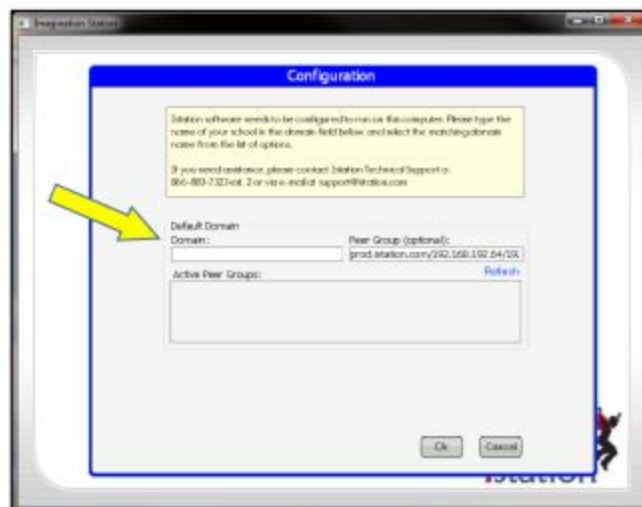 Imagination Station
Configuration
Istation software needs to be configured to run on this computer. Please type the
name of your school in the domain field below, and select the matching domain
name from the list of options.
If you need assistance, please contact Istation Technical Support at
866-883-7323 ext. 2 or via e-mail at support@istation.com
Default Domain
Domain: Peer Group (optional):
prod.istation.com/192.168.192.64/192.
Refresh
Active Peer Groups:
Ok Cancel
istation